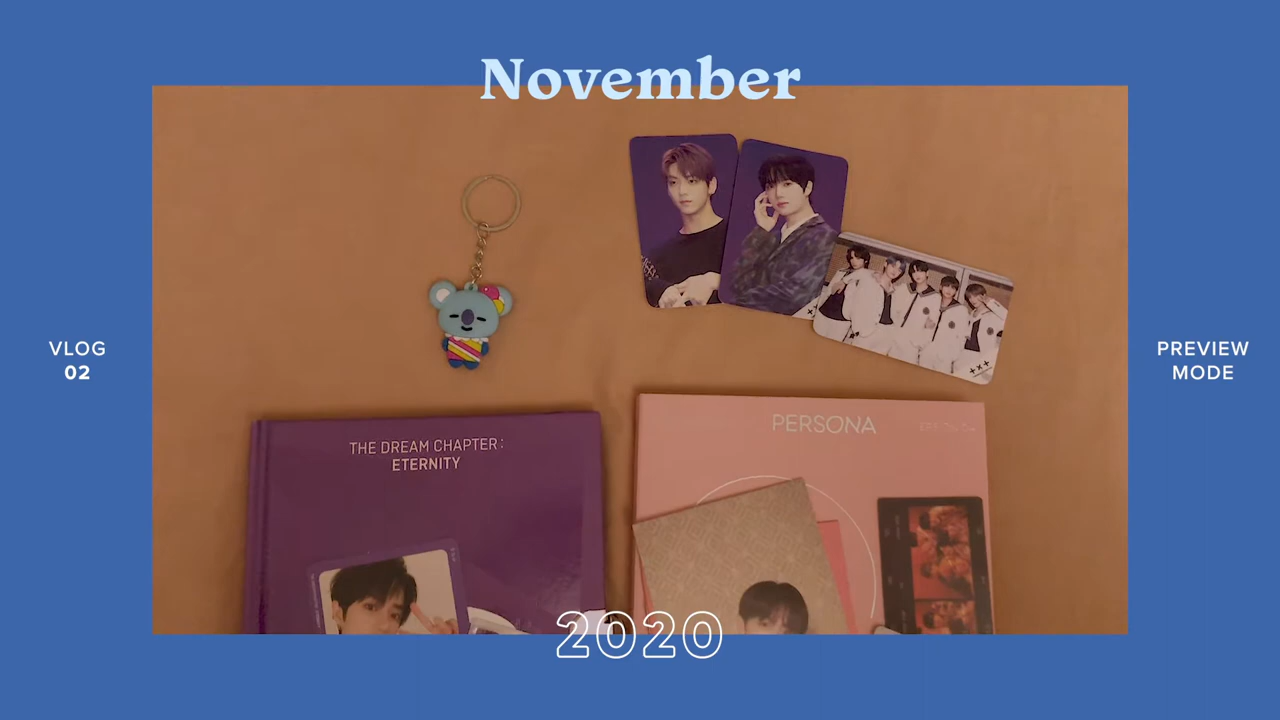 November
VLOG
02
PREVIEW
MODE
THE DREAM CHAPTER:
ETERNITY
PERSONA
2020